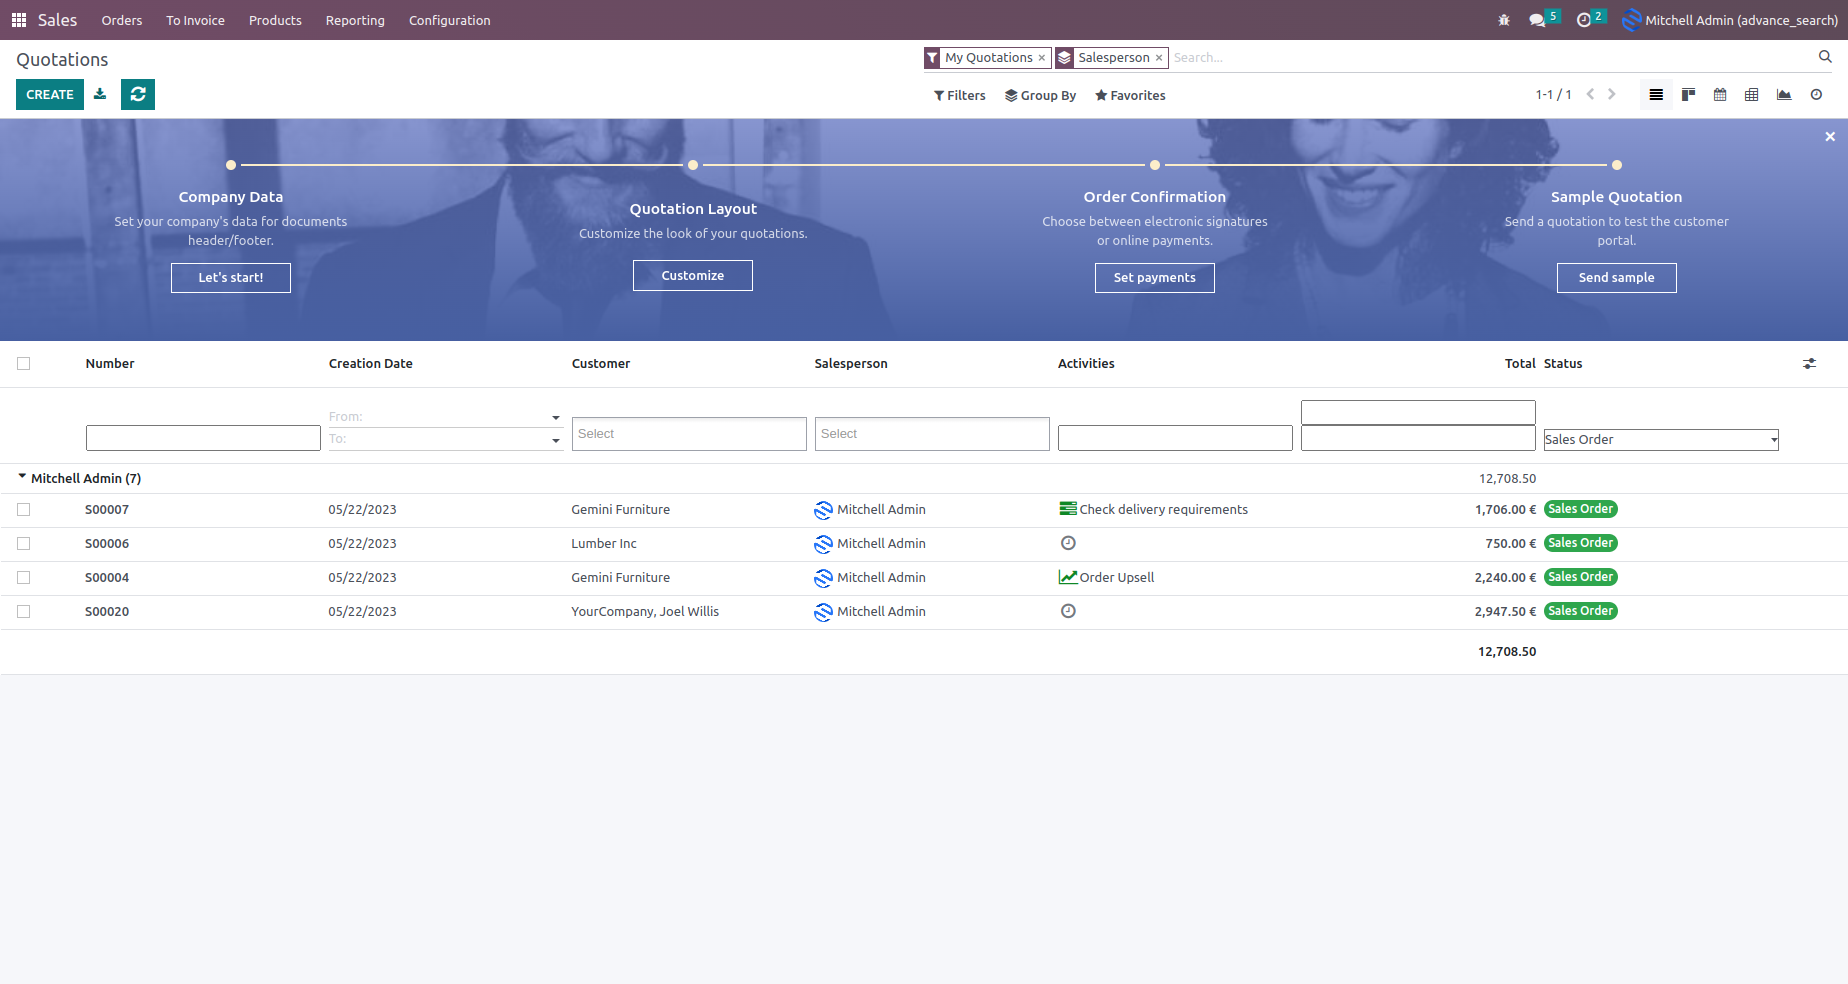 Sales Orders To Invoice Products Reporting Configuration 5 2 Mitchell Admin (advance_search)
Quotations My Quotations × Salesperson × Search...
CREATE Filters Group By Favorites 1-1 / 1
Company Data
Set your company's data for documents
header/footer.
Let's start!
Quotation Layout
Customize the look of your quotations.
Customize
Order Confirmation
Choose between electronic signatures
or online payments.
Set payments
Sample Quotation
Send a quotation to test the customer
portal.
Send sample
Number Creation Date Customer Salesperson Activities Total Status
From:
To:
Select Select Sales Order
Mitchell Admin (7) 12,708.50
S00007 05/22/2023 Gemini Furniture Mitchell Admin Check delivery requirements 1,706.00 € Sales Order
S00006 05/22/2023 Lumber Inc Mitchell Admin 750.00 € Sales Order
S00004 05/22/2023 Gemini Furniture Mitchell Admin Order Upsell 2,240.00 € Sales Order
S00020 05/22/2023 YourCompany, Joel Willis Mitchell Admin 2,947.50 € Sales Order
12,708.50